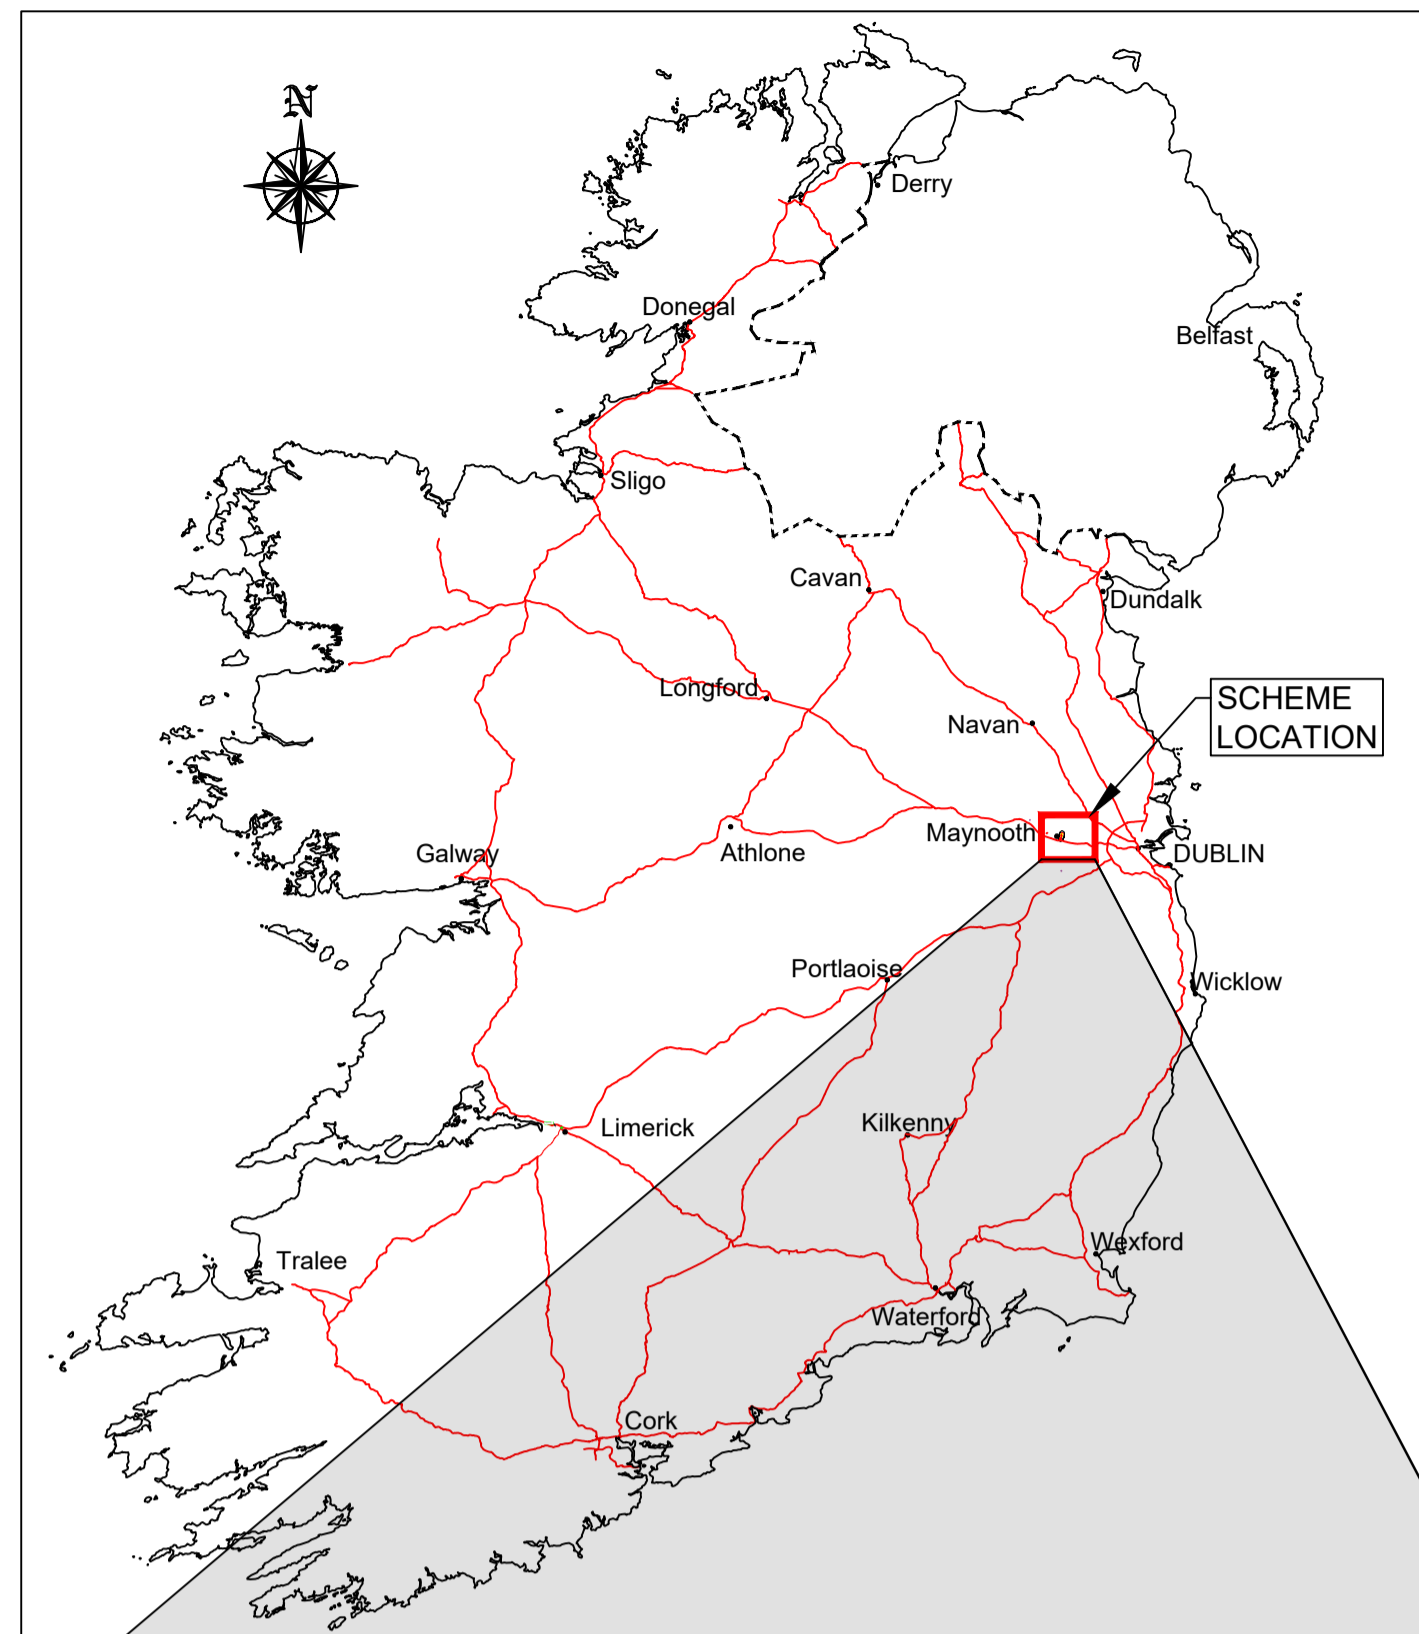 N
Derry
Donegal
Belfast
Sligo
Cavan
Dundalk
Longford
SCHEME
LOCATION
Navan
Maynooth
Galway
Athlone
DUBLIN
Portlaoise
Wicklow
Limerick
Kilkenny
Wexford
Tralee
Waterford
Cork